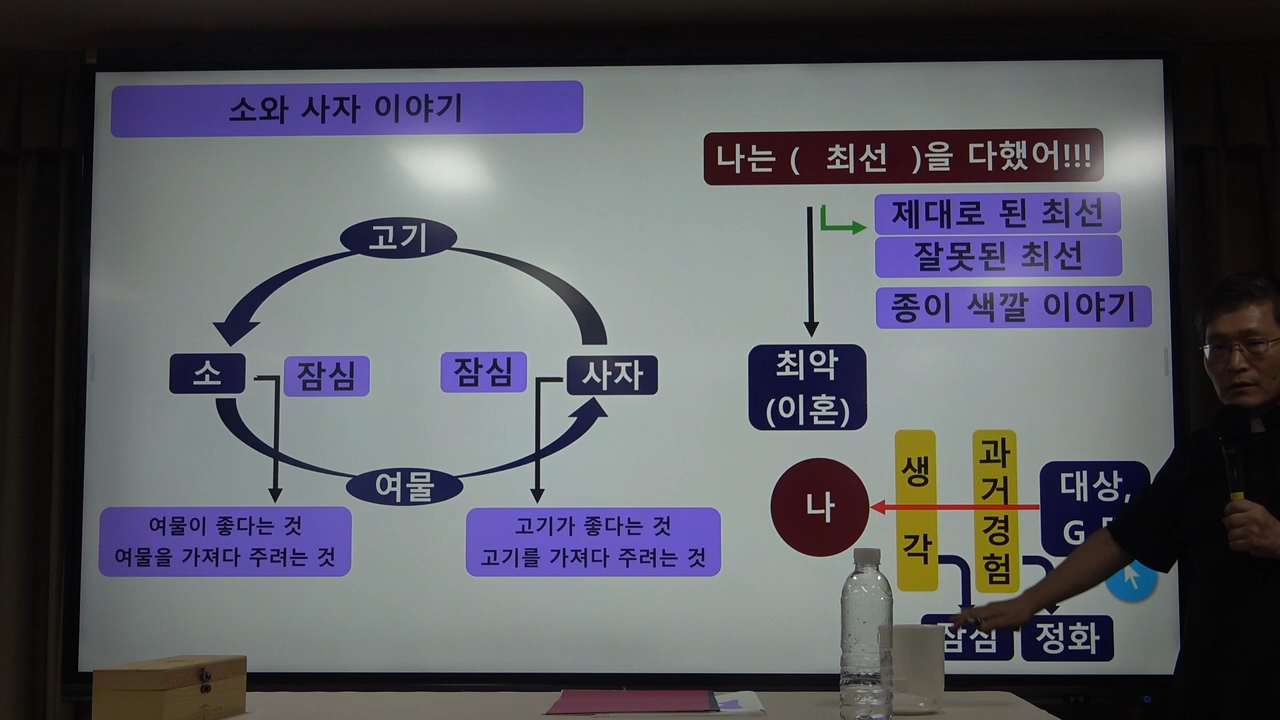 소와 사자 이야기
고기
소
잠심
잠심
사자
여물
여물이 좋다는 것
여물을 가져다 주려는 것
고기가 좋다는 것
고기를 가져다 주려는 것
나는 ( 최선 )을 다했어!!!
제대로 된 최선
잘못된 최선
종이 색깔 이야기
최악
(이혼)
나
생각
과거경험
대상,
G
잠심
정화